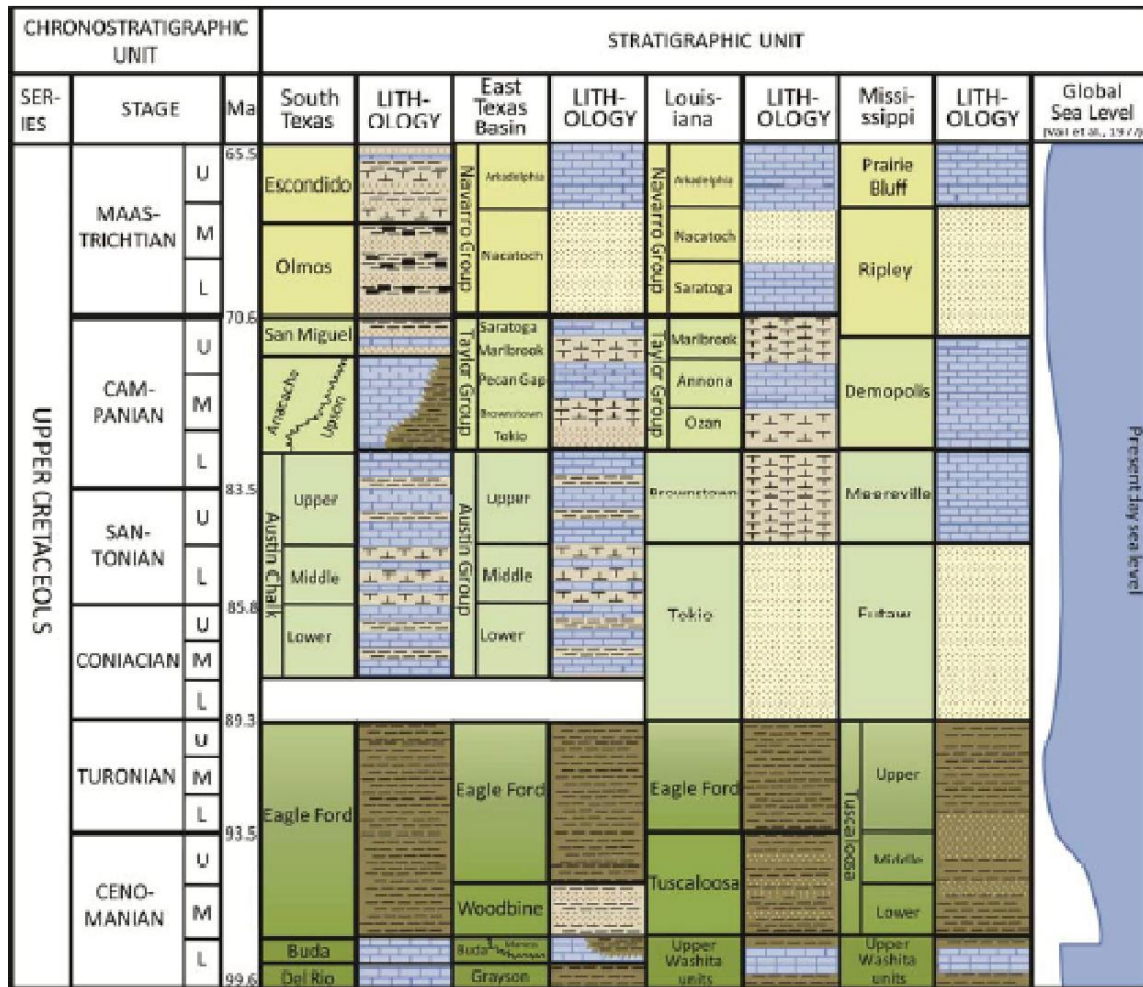 CHRONOSTRATIGRAPHIC
UNIT
STRATIGRAPHIC UNIT
SER-
IES
STAGE
Ma
South
Texas
LITH-
OLOGY
East
Texas
Basin
LITH-
OLOGY
Louis-
iana
LITH-
OLOGY
Missi-
ssippi
LITH-
OLOGY
Global
Sea Level
(Vail et al., 1977)
65.5
UPPER CRETACEOUS
MAAS-
TRICHTIAN
U
M
L
Escondido
Olmos
Navarro Group
Arkadelphia
Nacatoch
Navarro Group
Arkadelphia
Nacatoch
Saratoga
Prairie
Bluff
Ripley
70.6
CAM-
PANIAN
U
M
L
San Miguel
Anacacho
Upson
Taylor Group
Saratoga
Marlbrook
Pecan Gap
Brownstown
Tokio
Taylor Group
Marlbrook
Annona
Ozan
Demopolis
83.5
SAN-
TONIAN
U
L
Austin Chalk
Upper
Middle
Lower
Austin Group
Upper
Middle
Lower
Brownstown
Tokio
Mooreville
Eutaw
85.8
CONIACIAN
U
M
L
89.3
TURONIAN
U
M
L
Eagle Ford
Eagle Ford
Eagle Ford
Tuscaloosa
Upper
Middle
Lower
93.5
CENO-
MANIAN
U
M
L
Woodbine
Tuscaloosa
Buda
Buda
Upper
Washita
units
Upper
Washita
units
99.6
Del Rio
Grayson
Present day sea level